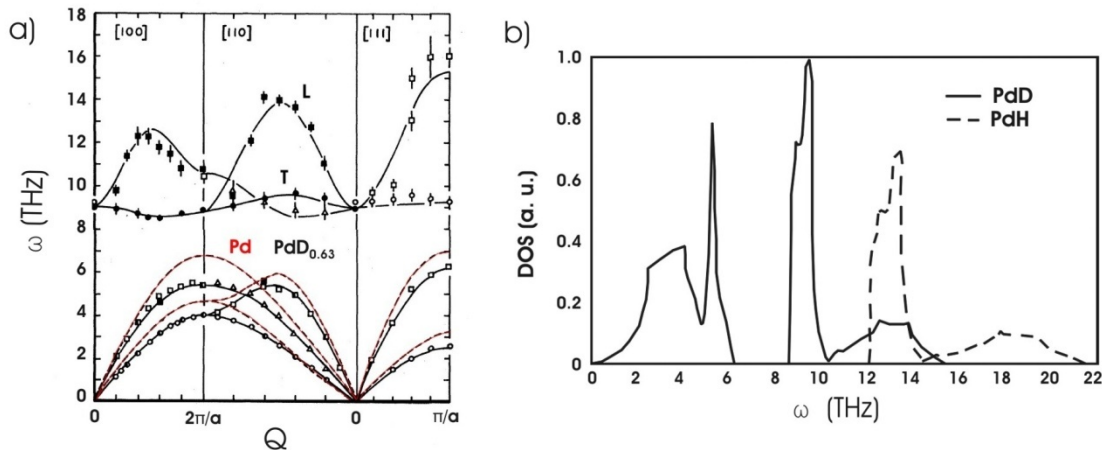 a)
[100]
[110]
[111]
18
16
14
12
10
8
6
4
2
0
ω (THz)
L
T
Pd
PdD0.63
0
2π/a
0
π/a
Q
b)
1.0
0.8
0.6
0.4
0.2
0
DOS (a. u.)
PdD
PdH
0 2 4 6 8 10 12 14 16 18 20 22
ω (THz)